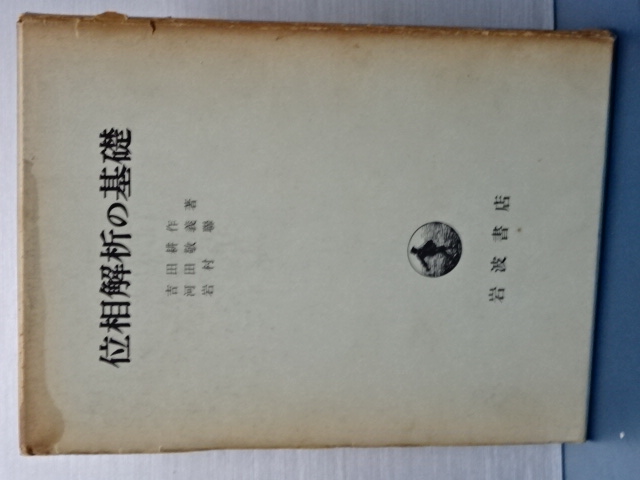 位相解析の基礎
吉田耕作
河田敬義著
岩村聯
岩波書店